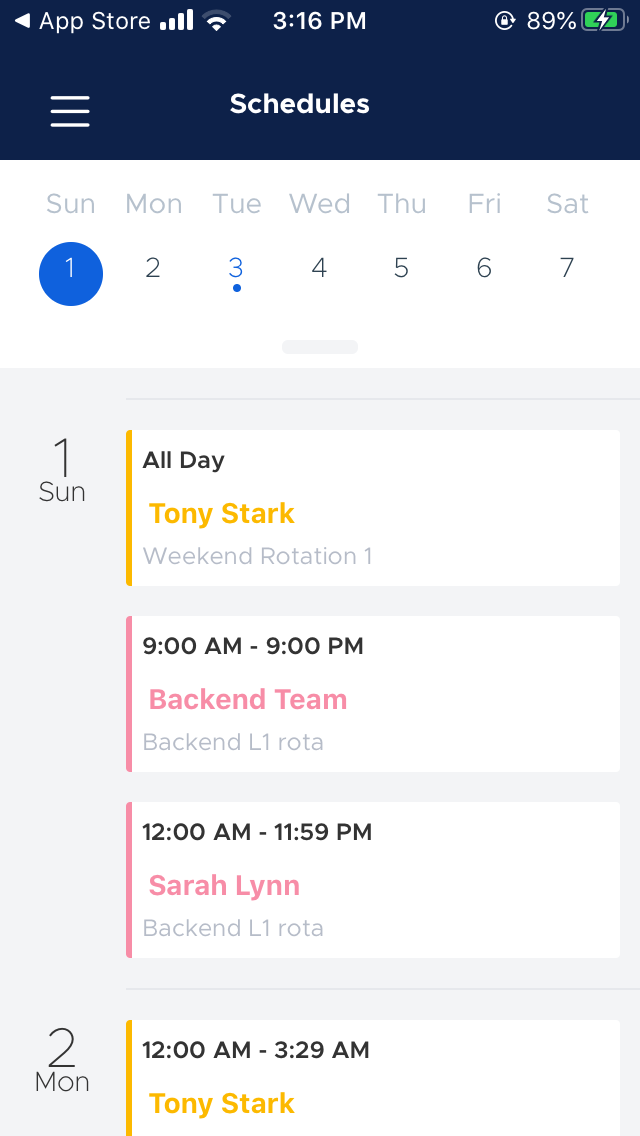 App Store 3:16 PM 89%
Schedules
Sun Mon Tue Wed Thu Fri Sat
1 2 3 4 5 6 7
1
Sun
All Day
Tony Stark
Weekend Rotation 1
9:00 AM - 9:00 PM
Backend Team
Backend L1 rota
12:00 AM - 11:59 PM
Sarah Lynn
Backend L1 rota
2
Mon
12:00 AM - 3:29 AM
Tony Stark